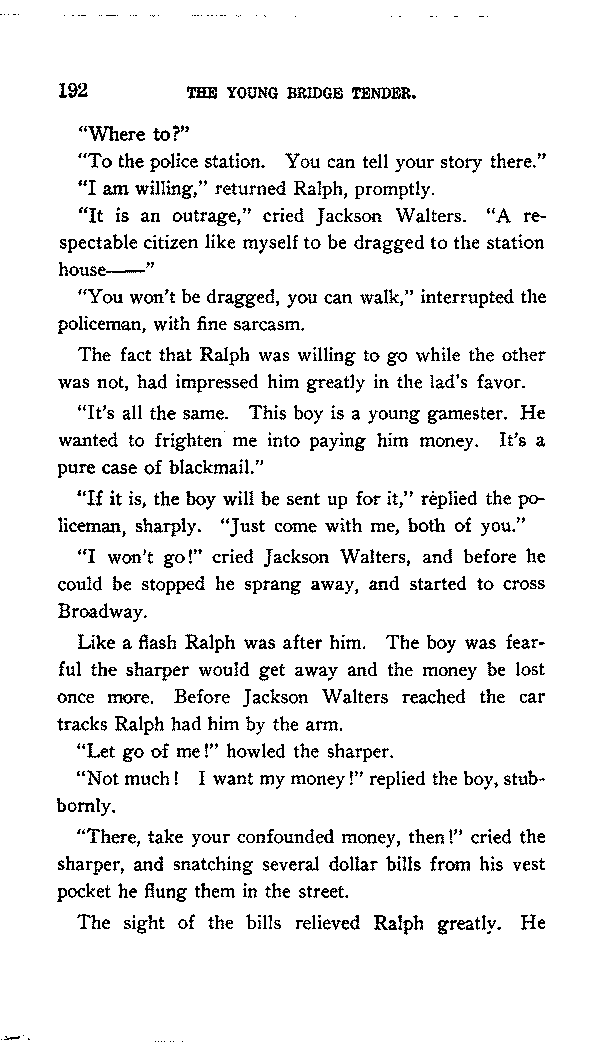 192 THE YOUNG BRIDGE TENDER.
"Where to?"
"To the police station. You can tell your story there."
"I am willing," returned Ralph, promptly.
"It is an outrage," cried Jackson Walters. "A re-
spectable citizen like myself to be dragged to the station
house——"
"You won't be dragged, you can walk," interrupted the
policeman, with fine sarcasm.
The fact that Ralph was willing to go while the other
was not, had impressed him greatly in the lad's favor.
"It's all the same. This boy is a young gamester. He
wanted to frighten me into paying him money. It's a
pure case of blackmail."
"If it is, the boy will be sent up for it," replied the po-
liceman, sharply. "Just come with me, both of you."
"I won't go!" cried Jackson Walters, and before he
could be stopped he sprang away, and started to cross
Broadway.
Like a flash Ralph was after him. The boy was fear-
ful the sharper would get away and the money be lost
once more. Before Jackson Walters reached the car
tracks Ralph had him by the arm.
"Let go of me!" howled the sharper.
"Not much! I want my money!" replied the boy, stub-
bornly.
"There, take your confounded money, then!" cried the
sharper, and snatching several dollar bills from his vest
pocket he flung them in the street.
The sight of the bills relieved Ralph greatly. He